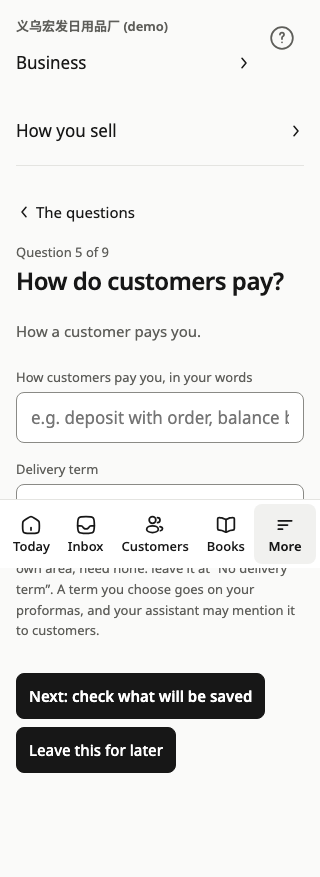 义乌宏发日用品厂 (demo)
Business
How you sell
The questions
Question 5 of 9
How do customers pay?
How a customer pays you.
How customers pay you, in your words
e.g. deposit with order, balance b
Delivery term
Today
Inbox
Customers
Books
More
own area, need none: leave it at “No delivery
term”. A term you choose goes on your
proformas, and your assistant may mention it
to customers.
Next: check what will be saved
Leave this for later